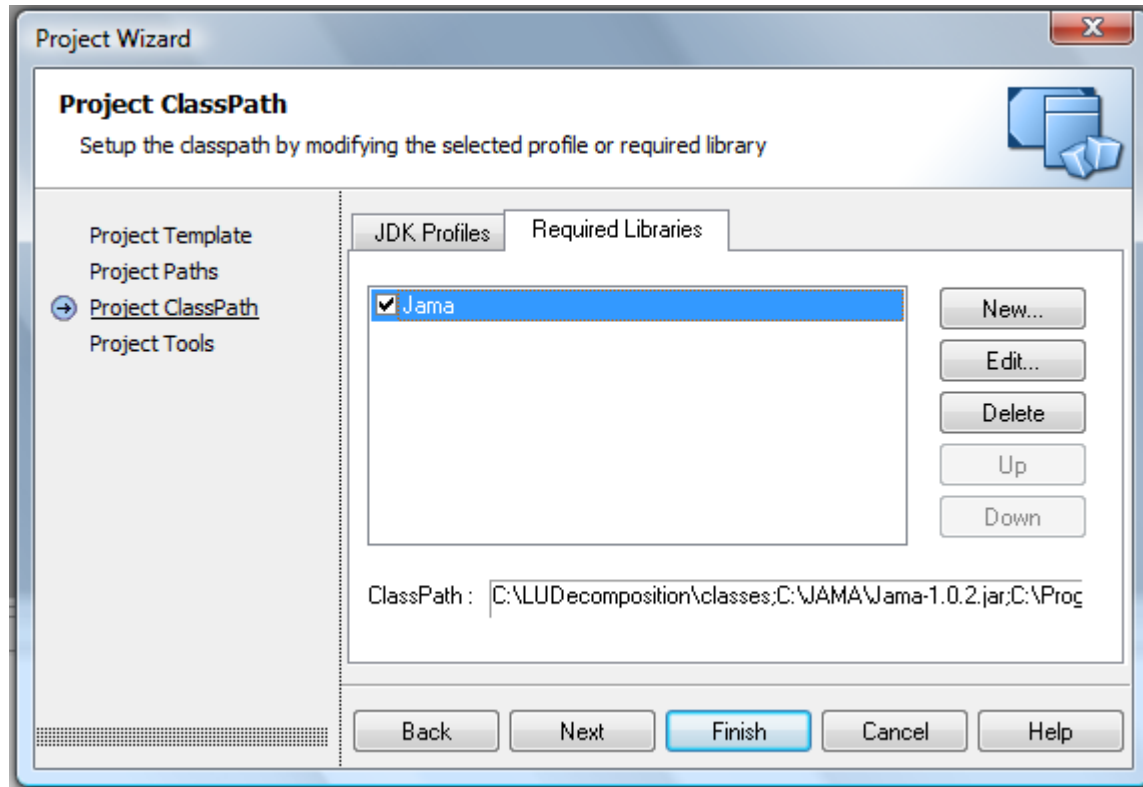 Project Wizard
Project ClassPath
Setup the classpath by modifying the selected profile or required library
Project Template
Project Paths
Project ClassPath
Project Tools
JDK Profiles
Required Libraries
Jama
New...
Edit...
Delete
Up
Down
ClassPath : C:\LUDecomposition\classes;C:\JAMA\Jama-1.0.2.jar;C:\Prog
Back
Next
Finish
Cancel
Help